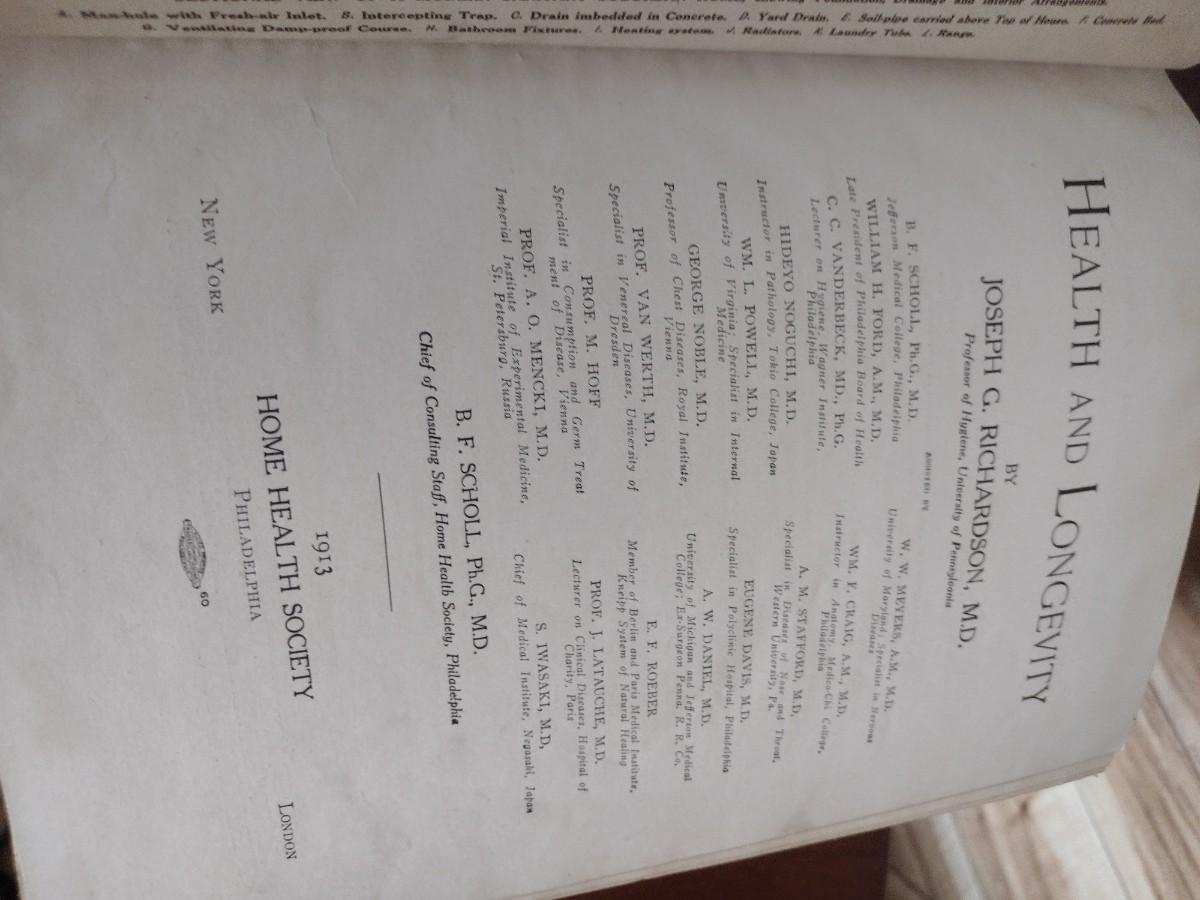 and Interior Arrangements.
A. Man-hole with Fresh-air Inlet. B. Intercepting Trap. C. Drain imbedded in Concrete. D. Yard Drain. E. Soil-pipe carried above Top of House. F. Concrete Bed.
G. Ventilating Damp-proof Course. H. Bathroom Fixtures. I. Heating system. J. Radiators. K. Laundry Tubs. L. Range.
HEALTH AND LONGEVITY
BY
JOSEPH G. RICHARDSON, M.D.
Professor of Hygiene, University of Pennsylvania
ASSISTED BY
B. F. SCHOLL, Ph.G., M.D.
Jefferson Medical College, Philadelphia
WILLIAM H. FORD, A.M., M.D.
Late President of Philadelphia Board of Health
C. C. VANDERBECK, MD., Ph.G.
Lecturer on Hygiene, Wagner Institute,
Philadelphia
HIDEYO NOGUCHI, M.D.
Instructor in Pathology, Tokio College, Japan
WM. L. POWELL, M.D.
University of Virginia; Specialist in Internal
Medicine
GEORGE NOBLE, M.D.
Professor of Chest Diseases, Royal Institute,
Vienna
PROF. VAN WERTH, M.D.
Specialist in Venereal Diseases, University of
Dresden
PROF. M. HOFF
Specialist in Consumption and Germ Treat
ment of Disease, Vienna
PROF. A. O. MENCKI, M.D.
Imperial Institute of Experimental Medicine,
St. Petersburg, Russia
W. W. MEYERS, A.M., M.D.
University of Maryland, Specialist in Nervous
Diseases
WM. F. CRAIG, A.M., M.D.
Instructor in Anatomy, Medico-Chi College,
Philadelphia
A. M. STAFFORD, M.D.
Specialist in Diseases of Nose and Throat,
Western University, Pa.
EUGENE DAVIS, M.D.
Specialist in Polyclinic Hospital, Philadelphia
A. W. DANIEL, M.D.
University of Michigan and Jefferson Medical
College; Ex-Surgeon Penna. R. R. Co.
E. F. ROEBER
Member of Berlin and Paris Medical Institute,
Kneipp System of Natural Healing
PROF. J. LATAUCHE, M.D.
Lecturer on Clinical Diseases, Hospital of
Charity, Paris
S. IWASAKI, M.D.
Chief of Medical Institute, Negasaki, Japan
B. F. SCHOLL, Ph.G., M.D.
Chief of Consulting Staff, Home Health Society, Philadelphia
1913
HOME HEALTH SOCIETY
NEW YORK PHILADELPHIA LONDON
60